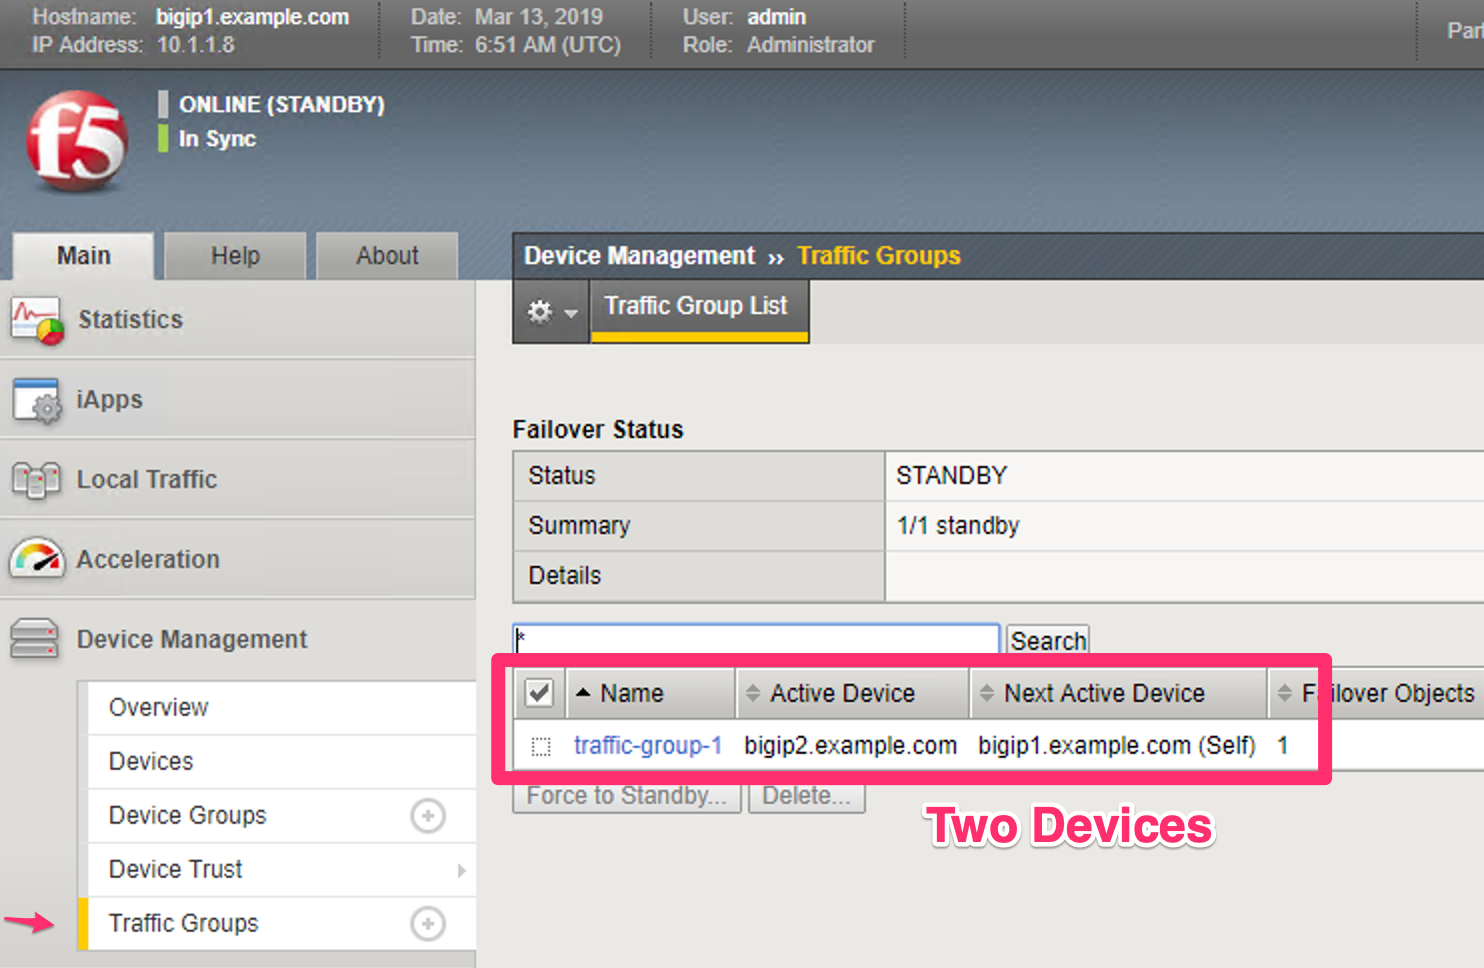 Hostname: bigip1.example.com Date: Mar 13, 2019 User: admin
IP Address: 10.1.1.8 Time: 6:51 AM (UTC) Role: Administrator
f5
ONLINE (STANDBY)
In Sync
Main Help About
Statistics
iApps
Local Traffic
Acceleration
Device Management
Overview
Devices
Device Groups
Device Trust
Traffic Groups
Device Management ›› Traffic Groups
Traffic Group List
Failover Status
Status STANDBY
Summary 1/1 standby
Details
* Search
Name Active Device Next Active Device Failover Objects
traffic-group-1 bigip2.example.com bigip1.example.com (Self) 1
Force to Standby... Delete...
Two Devices